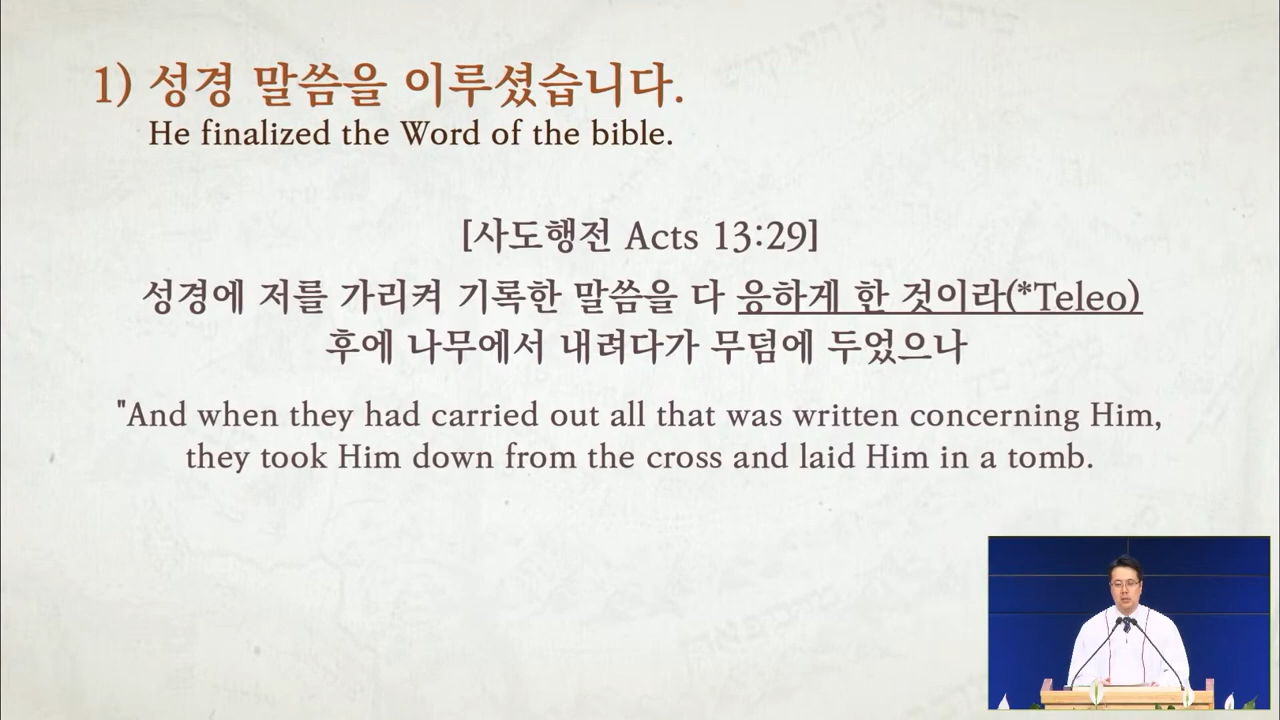 1) 성경 말씀을 이루셨습니다.
He finalized the Word of the bible.
[사도행전 Acts 13:29]
성경에 저를 가리켜 기록한 말씀을 다 응하게 한 것이라(*Teleo)
후에 나무에서 내려다가 무덤에 두었으나
"And when they had carried out all that was written concerning Him,
they took Him down from the cross and laid Him in a tomb.